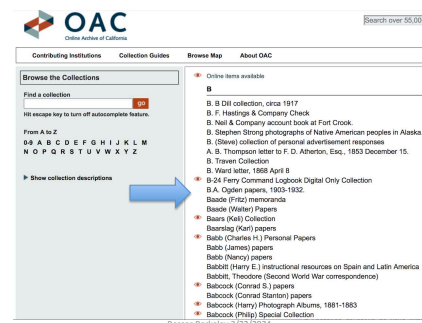 OAC
Online Archive of California
Search over 55,00
Contributing Institutions Collection Guides Browse Map About OAC
Browse the Collections
Find a collection
go
Hit escape key to turn off autocomplete feature.
From A to Z
0-9 A B C D E F G H I J K L M
N O P Q R S T U V W X Y Z
Show collection descriptions
Online items available
B
B. B Dill collection, circa 1917
B. F. Hastings & Company Check
B. Neil & Company account book at Fort Crook.
B. Stephen Strong photographs of Native American peoples in Alaska
B. (Steve) collection of personal advertisement responses
A. B. Thompson letter to F. D. Atherton, Esq., 1853 December 15.
B. Traven Collection
B. Ward letter, 1868 April 8
B-24 Ferry Command Logbook Digital Only Collection
B.A. Ogden papers, 1903-1932.
Baade (Fritz) memoranda
Baade (Walter) Papers
Baars (Keli) Collection
Baarslag (Karl) papers
Babb (Charles H.) Personal Papers
Babb (James) papers
Babb (Nancy) papers
Babbitt (Harry E.) instructional resources on Spain and Latin America
Babbitt, Theodore (Second World War correspondence)
Babcock (Conrad S.) papers
Babcock (Conrad Stanton) papers
Babcock (Harry) Photograph Albums, 1881-1883
Babcock (Philip) Special Collection